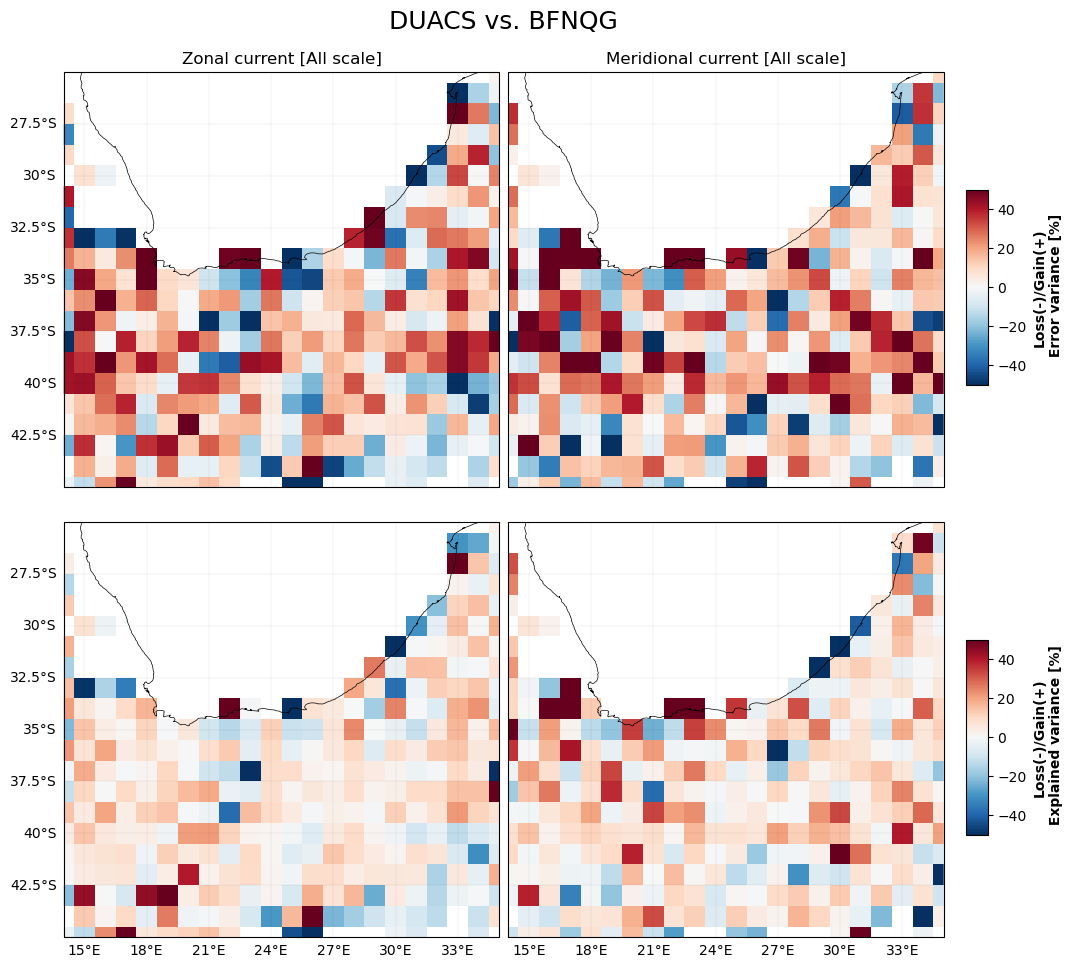 DUACS vs. BFNQG
Zonal current [All scale]
Meridional current [All scale]
27.5°S
30°S
32.5°S
35°S
37.5°S
40°S
42.5°S
40
20
0
−20
−40
Loss(-)/Gain(+)
Error variance [%]
27.5°S
30°S
32.5°S
35°S
37.5°S
40°S
42.5°S
15°E
18°E
21°E
24°E
27°E
30°E
33°E
15°E
18°E
21°E
24°E
27°E
30°E
33°E
40
20
0
−20
−40
Loss(-)/Gain(+)
Explained variance [%]